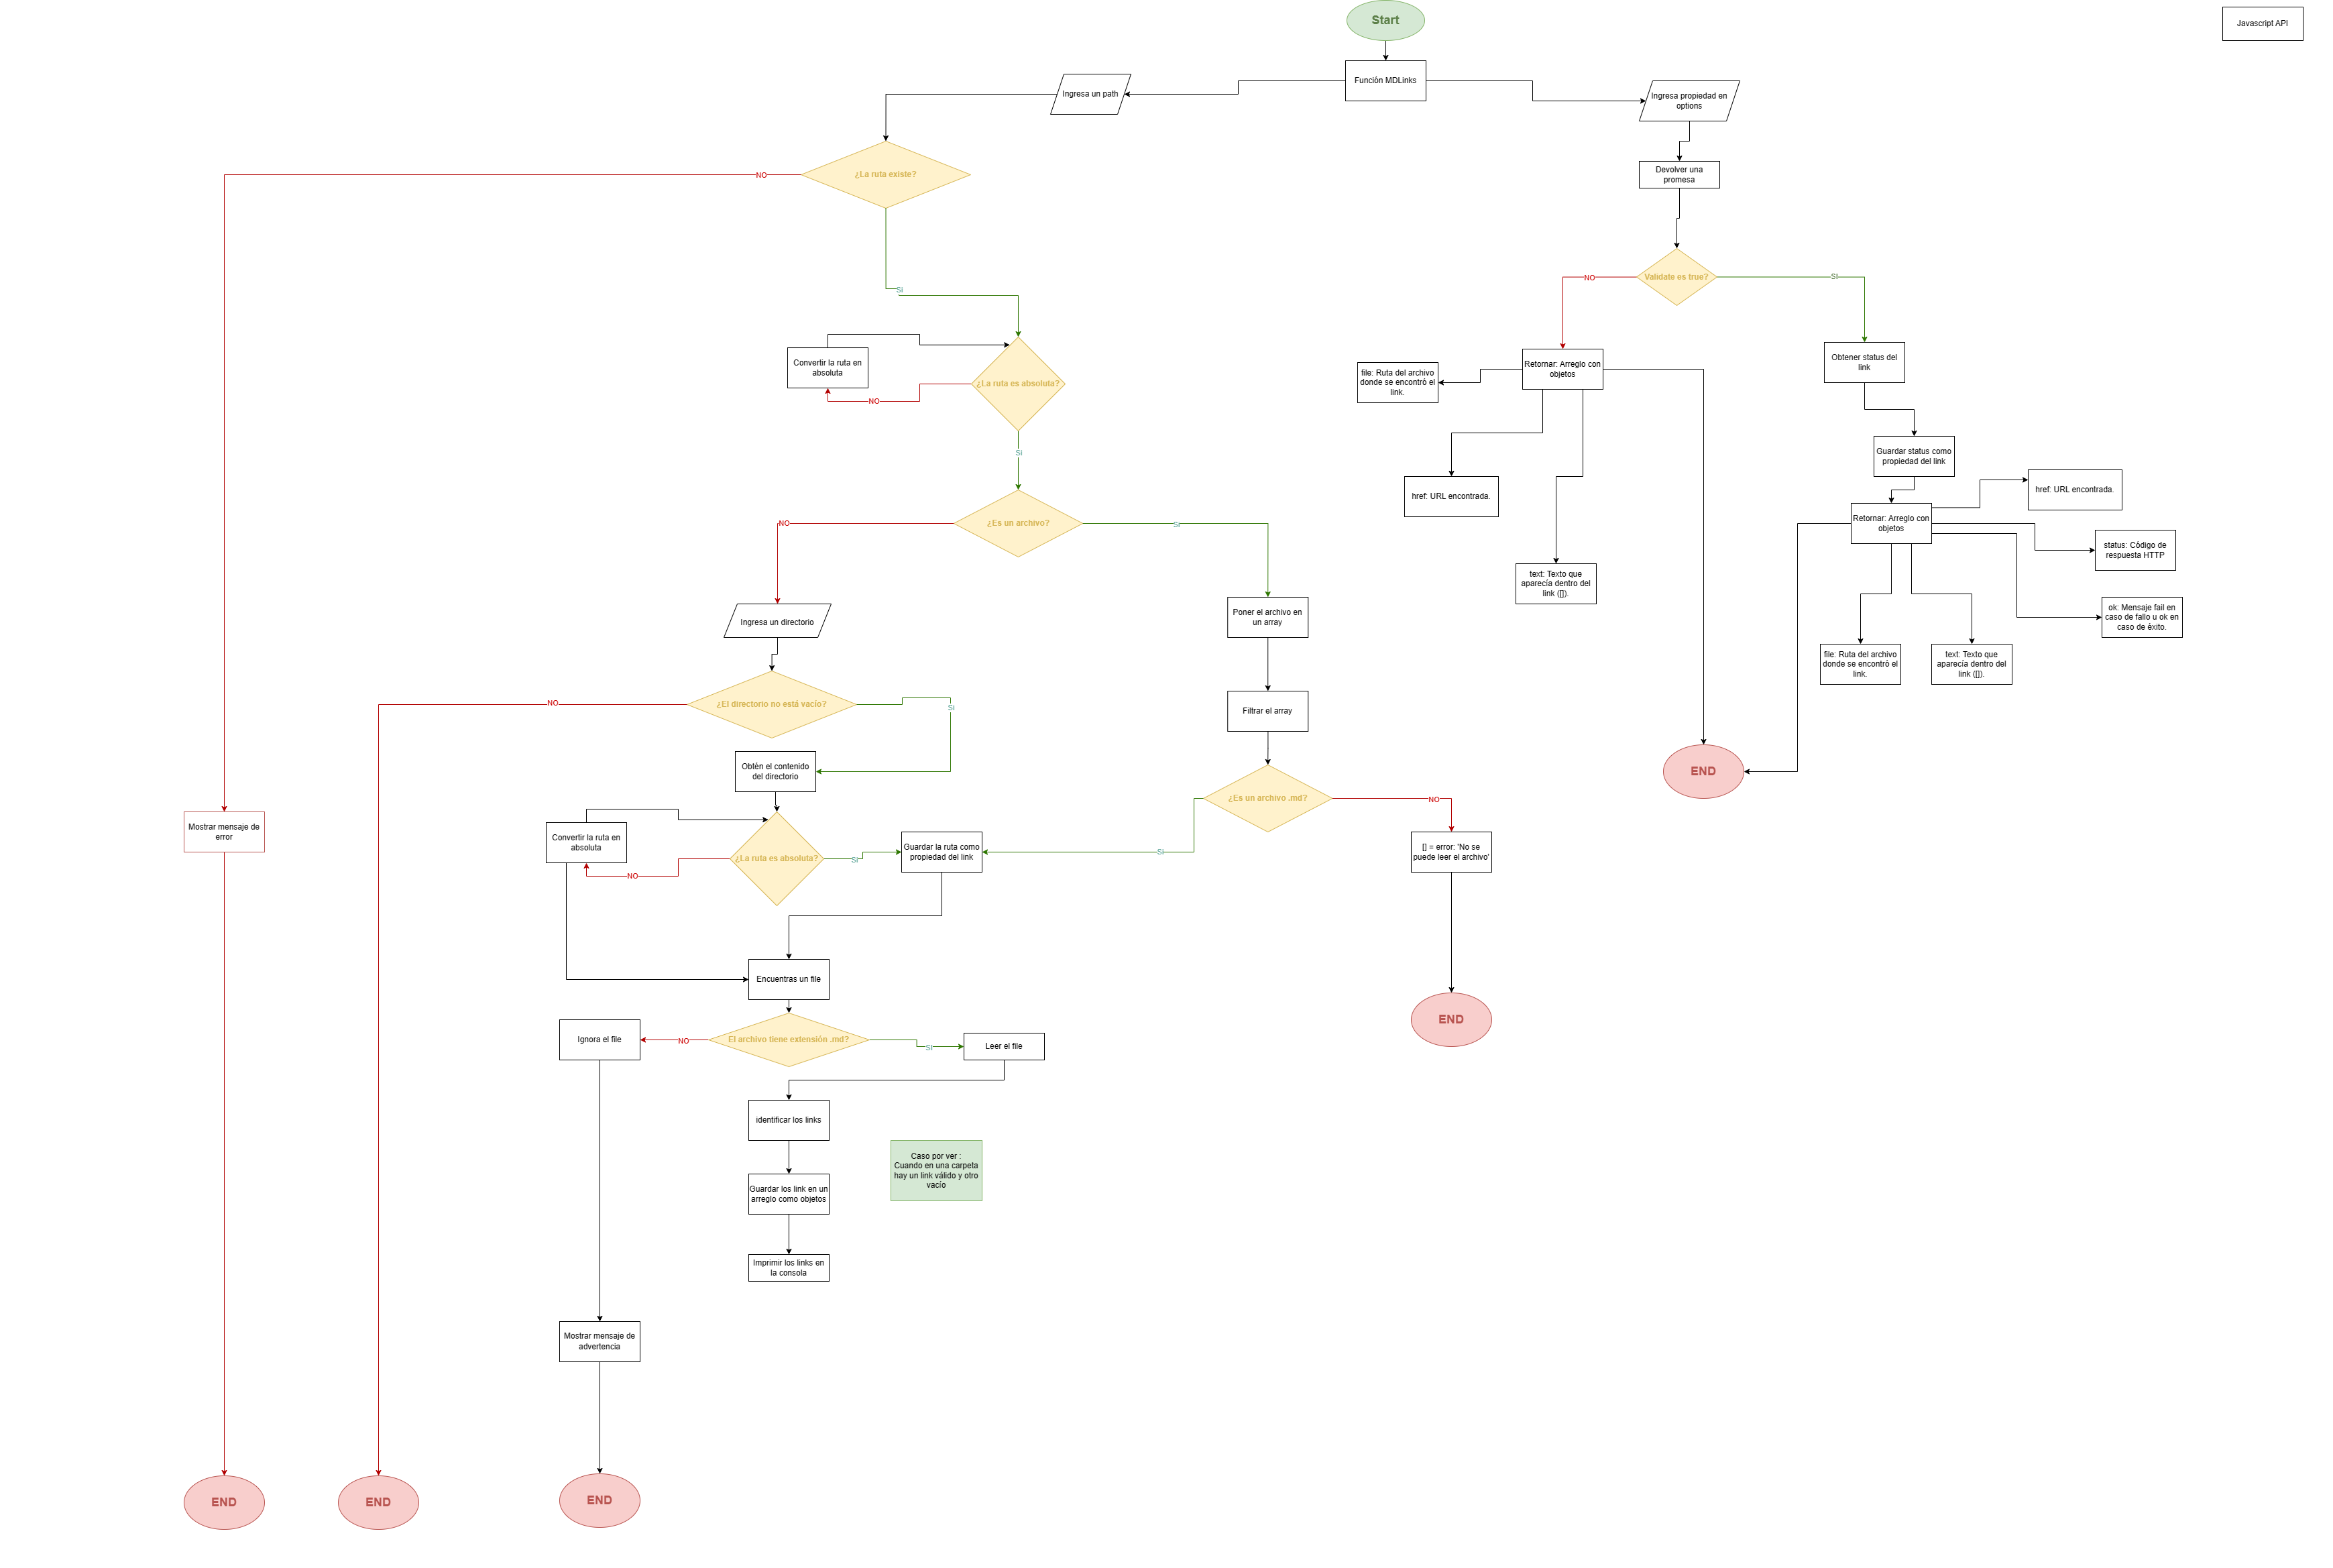 Start
Javascript API
Función MDLinks
Ingresa un path
Ingresa propiedad en
options
¿La ruta existe?
NO
Devolver una
promesa
Validate es true?
NO
SI
Si
Convertir la ruta en
absoluta
¿La ruta es absoluta?
NO
Si
Retornar: Arreglo con
objetos
file: Ruta del archivo
donde se encontró el
link.
href: URL encontrada.
text: Texto que
aparecía dentro del
link ([]).
Obtener status del
link
Guardar status como
propiedad del link
Retornar: Arreglo con
objetos
href: URL encontrada.
status: Código de
respuesta HTTP
ok: Mensaje fail en
caso de fallo u ok en
caso de éxito.
file: Ruta del archivo
donde se encontró el
link.
text: Texto que
aparecía dentro del
link ([]).
END
¿Es un archivo?
NO
Si
Ingresa un directorio
Poner el archivo en
un array
¿El directorio no está vacío?
NO
Si
Filtrar el array
Obtén el contenido
del directorio
¿Es un archivo .md?
NO
Si
Mostrar mensaje de
error
Convertir la ruta en
absoluta
¿La ruta es absoluta?
NO
Si
Guardar la ruta como
propiedad del link
[] = error: 'No se
puede leer el archivo'
Encuentras un file
END
Ignora el file
NO
El archivo tiene extensión .md?
SI
Leer el file
identificar los links
Caso por ver :
Cuando en una carpeta
hay un link válido y otro
vacío
Guardar los link en un
arreglo como objetos
Imprimir los links en
la consola
Mostrar mensaje de
advertencia
END
END
END